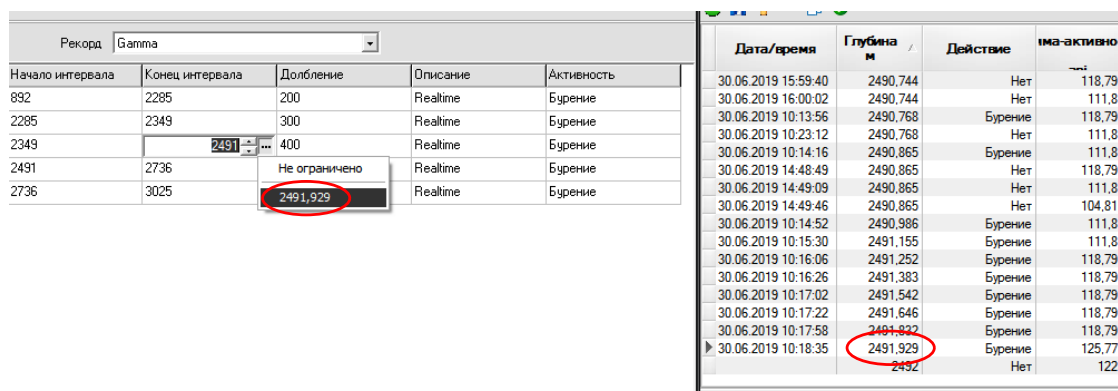 Рекорд Gamma
Начало интервала Конец интервала Долбление Описание Активность
892 2285 200 Realtime Бурение
2285 2349 300 Realtime Бурение
2349 2491 ... 400 Realtime Бурение
2491 2736 Realtime Бурение
2736 3025 Realtime Бурение
Не ограничено
2491,929
Дата/время Глубина м Действие има-активно
30.06.2019 15:59:40 2490,744 Нет 118,79
30.06.2019 16:00:02 2490,744 Нет 111,8
30.06.2019 10:13:56 2490,768 Бурение 118,79
30.06.2019 10:23:12 2490,768 Нет 111,8
30.06.2019 10:14:16 2490,865 Бурение 111,8
30.06.2019 14:48:49 2490,865 Нет 118,79
30.06.2019 14:49:09 2490,865 Нет 111,8
30.06.2019 14:49:46 2490,865 Нет 104,81
30.06.2019 10:14:52 2490,986 Бурение 111,8
30.06.2019 10:15:30 2491,155 Бурение 111,8
30.06.2019 10:16:06 2491,252 Бурение 118,79
30.06.2019 10:16:26 2491,383 Бурение 118,79
30.06.2019 10:17:02 2491,542 Бурение 118,79
30.06.2019 10:17:22 2491,646 Бурение 118,79
30.06.2019 10:17:58 2491,832 Бурение 118,79
30.06.2019 10:18:35 2491,929 Бурение 125,77
2492 Нет 122